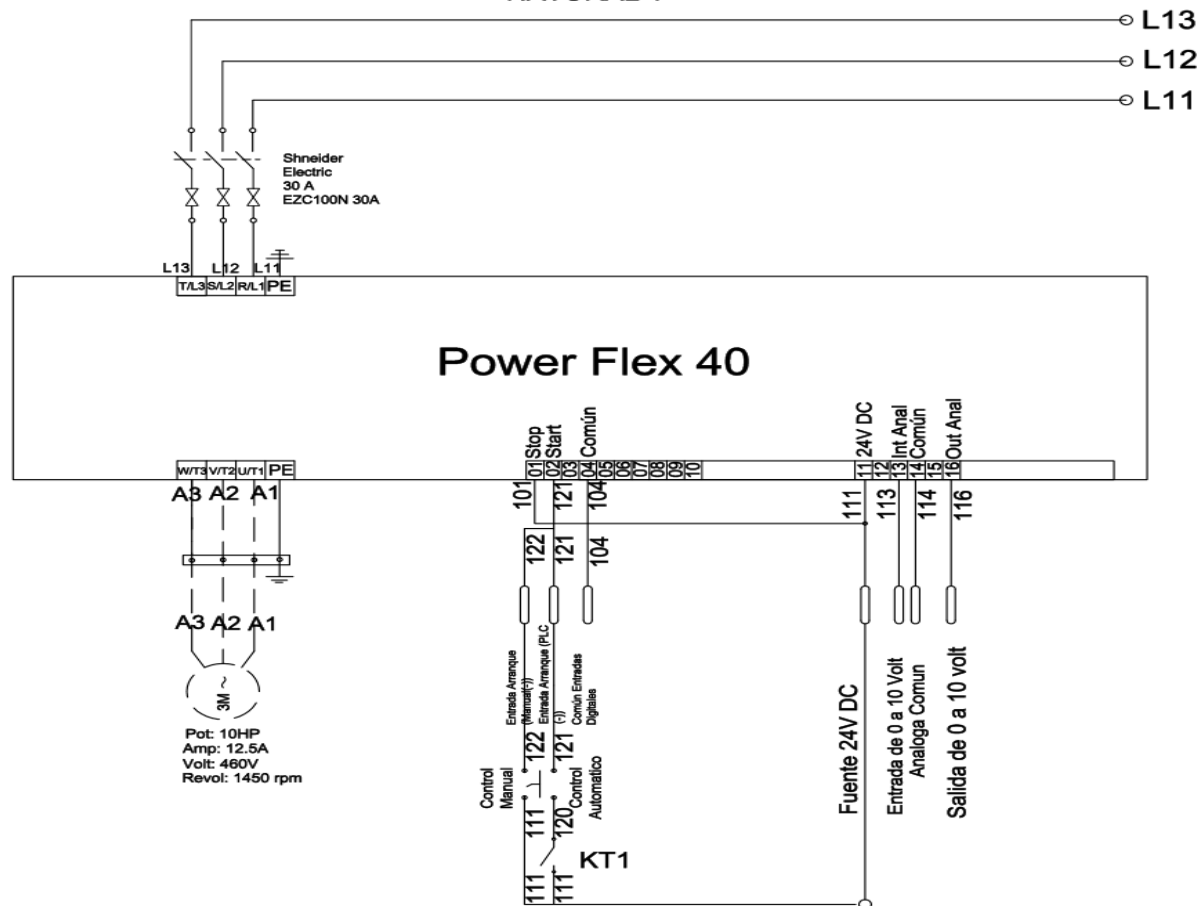 L13
L12
L11
Shneider
Electric
30 A
EZC100N 30A
L13 L12 L11
T/L3 S/L2 R/L1 PE
Power Flex 40
Stop
Start
Común
24V DC
Int Anal
Común
Out Anal
W/T3 V/T2 U/T1 PE
01 02 03 04 05 06 07 08 09 10
11 12 13 14 15 16
A3 A2 A1
101 121 104
111 113 114 116
122 121 104
A3 A2 A1
3M ~
Pot: 10HP
Amp: 12.5A
Volt: 460V
Revol: 1450 rpm
Entrada Arranque
(Manual(-))
Entrada Arranque (PLC
(-))
Común Entradas
Digitales
Fuente 24V DC
Entrada de 0 a 10 Volt
Analoga Comun
Salida de 0 a 10 volt
122 121
Control
Manual
Control
Automatico
111 120
KT1
111 111